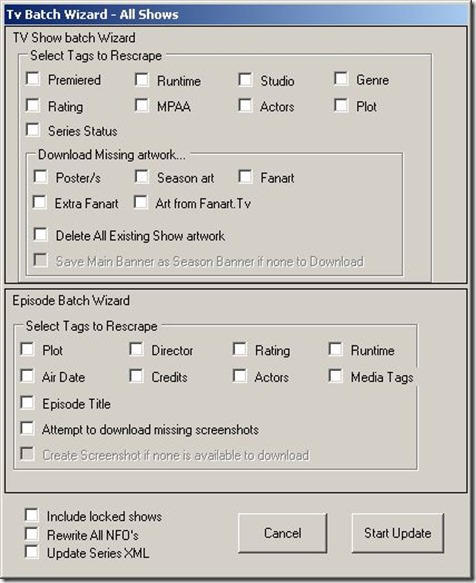 Tv Batch Wizard - All Shows
TV Show batch Wizard
Select Tags to Rescrape
Premiered Runtime Studio Genre
Rating MPAA Actors Plot
Series Status
Download Missing artwork...
Poster/s Season art Fanart
Extra Fanart Art from Fanart.Tv
Delete All Existing Show artwork
Save Main Banner as Season Banner if none to Download
Episode Batch Wizard
Select Tags to Rescrape
Plot Director Rating Runtime
Air Date Credits Actors Media Tags
Episode Title
Attempt to download missing screenshots
Create Screenshot if none is available to download
Include locked shows
Rewrite All NFO's
Update Series XML
Cancel Start Update